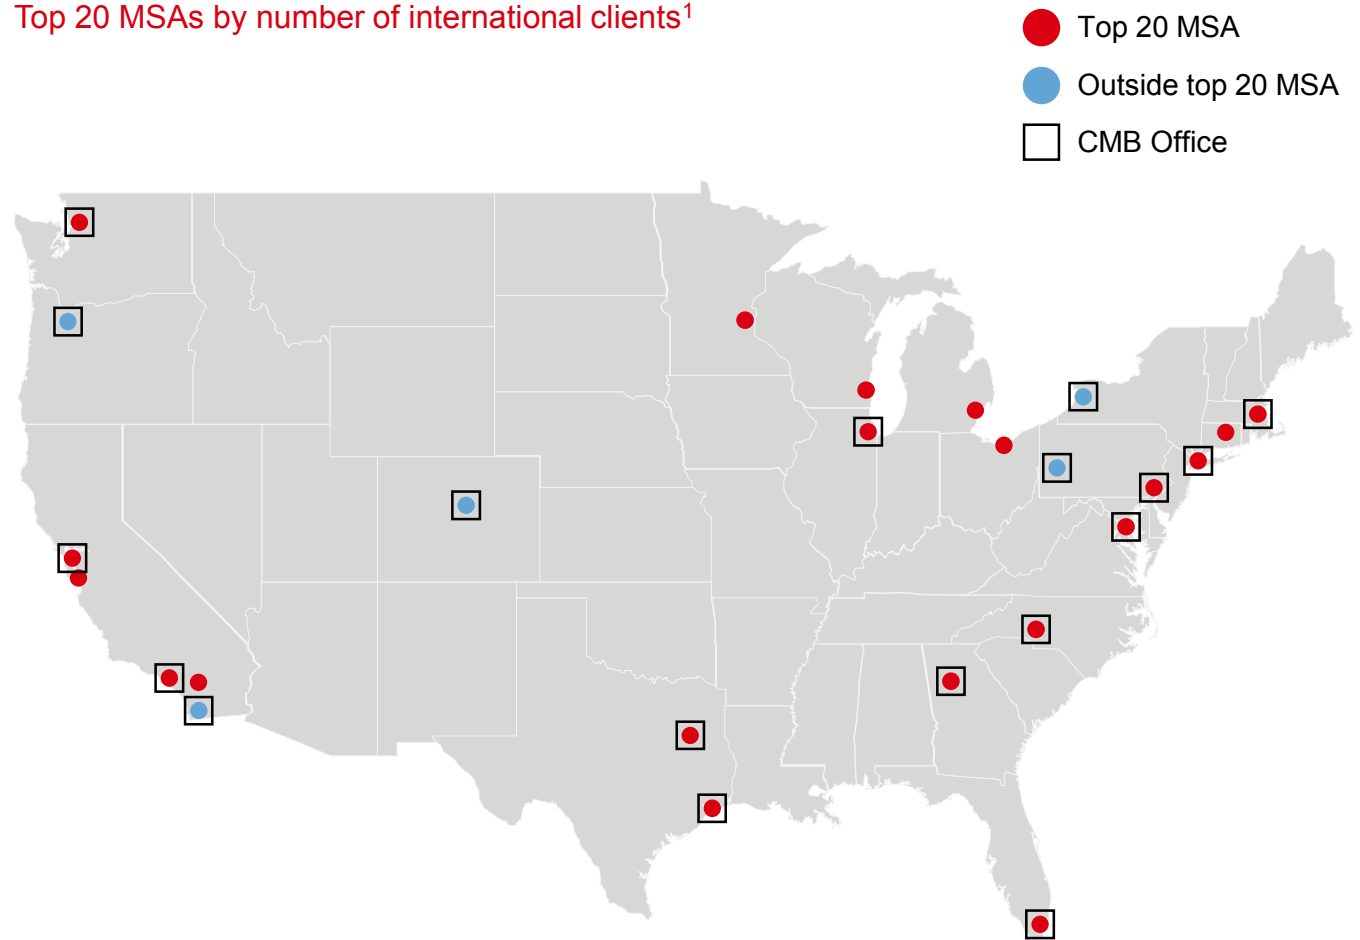 Top 20 MSAs by number of international clients¹
Top 20 MSA
Outside top 20 MSA
CMB Office